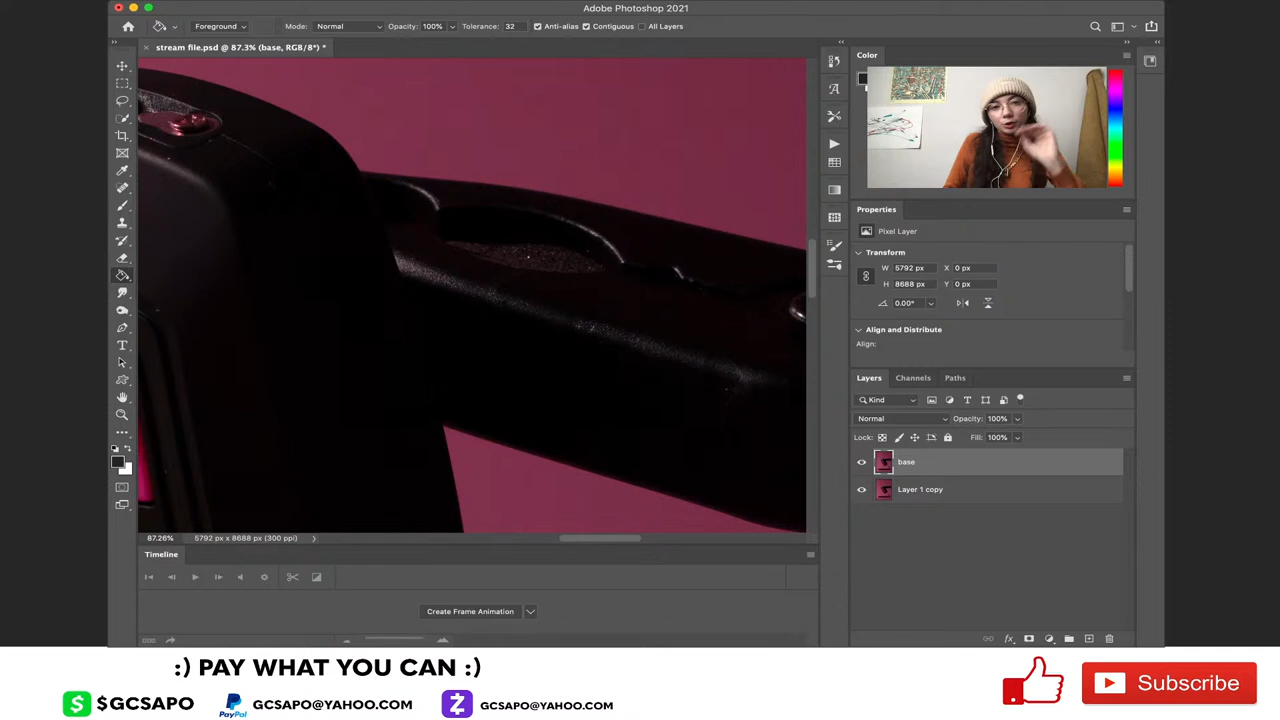 Adobe Photoshop 2021
Foreground Mode: Normal Opacity: 100% Tolerance: 32 Anti-alias Contiguous All Layers
stream file.psd @ 87.3% (base, RGB/8*) *
Color
Properties
Pixel Layer
Transform
W 5792 px X 0 px
H 8688 px Y 0 px
0.00°
Align and Distribute
Align:
Layers Channels Paths
Kind
Normal Opacity: 100%
Lock: Fill: 100%
base
Layer 1 copy
87.26% 5792 px x 8688 px (300 ppi)
Timeline
Create Frame Animation
:) PAY WHAT YOU CAN :)
$GCSAPO
PayPal
GCSAPO@YAHOO.COM
GCSAPO@YAHOO.COM
Subscribe